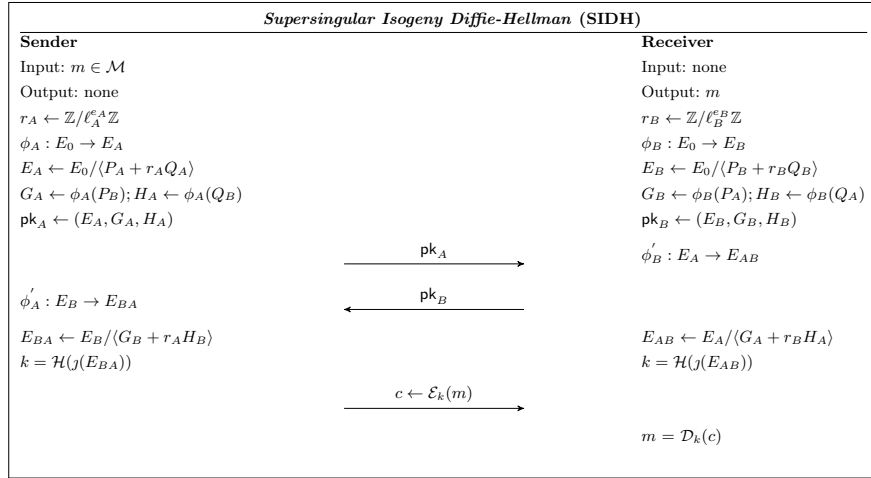 Supersingular Isogeny Diffie-Hellman (SIDH)
Sender Receiver
Input: m ∈ ℳ Input: none
Output: none Output: m
r_A ← ℤ/ℓ_A^{e_A}ℤ r_B ← ℤ/ℓ_B^{e_B}ℤ
ϕ_A : E_0 → E_A ϕ_B : E_0 → E_B
E_A ← E_0/⟨P_A + r_A Q_A⟩ E_B ← E_0/⟨P_B + r_B Q_B⟩
G_A ← ϕ_A(P_B); H_A ← ϕ_A(Q_B) G_B ← ϕ_B(P_A); H_B ← ϕ_B(Q_A)
pk_A ← (E_A, G_A, H_A) pk_B ← (E_B, G_B, H_B)
pk_A
ϕ'_B : E_A → E_AB
pk_B
ϕ'_A : E_B → E_BA
E_BA ← E_B/⟨G_B + r_A H_B⟩ E_AB ← E_A/⟨G_A + r_B H_A⟩
k = ℋ(ȷ(E_BA)) k = ℋ(ȷ(E_AB))
c ← ℰ_k(m)
m = 𝒟_k(c)